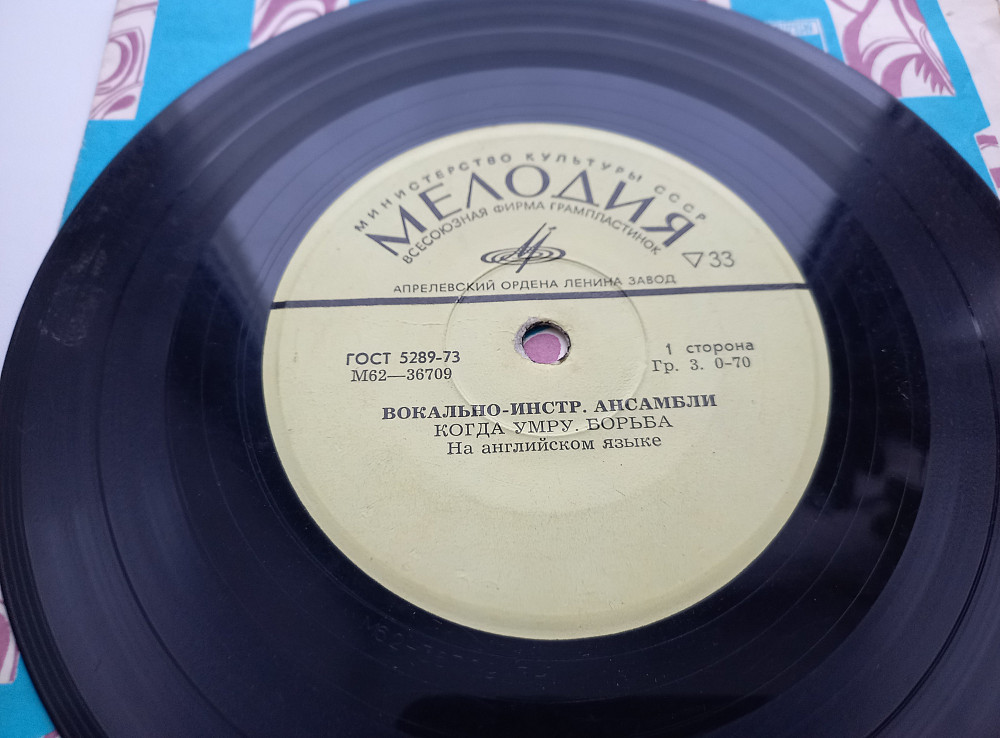 МИНИСТЕРСТВО КУЛЬТУРЫ СССР
МЕЛОДИЯ
ВСЕСОЮЗНАЯ ФИРМА ГРАМПЛАСТИНОК
▽33
АПРЕЛЕВСКИЙ ОРДЕНА ЛЕНИНА ЗАВОД
ГОСТ 5289-73
М62—36709
1 сторона
Гр. 3. 0-70
ВОКАЛЬНО-ИНСТР. АНСАМБЛИ
КОГДА УМРУ. БОРЬБА
На английском языке